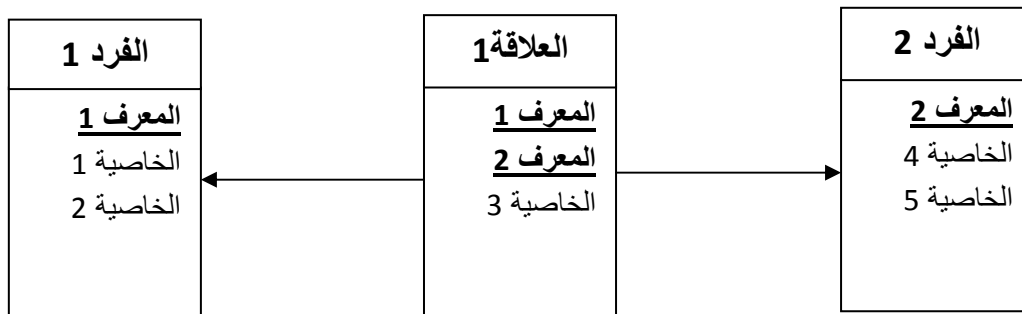 الفرد 2
المعرف 2
الخاصية 4
الخاصية 5
العلاقة1
المعرف 1
المعرف 2
الخاصية 3
الفرد 1
المعرف 1
الخاصية 1
الخاصية 2